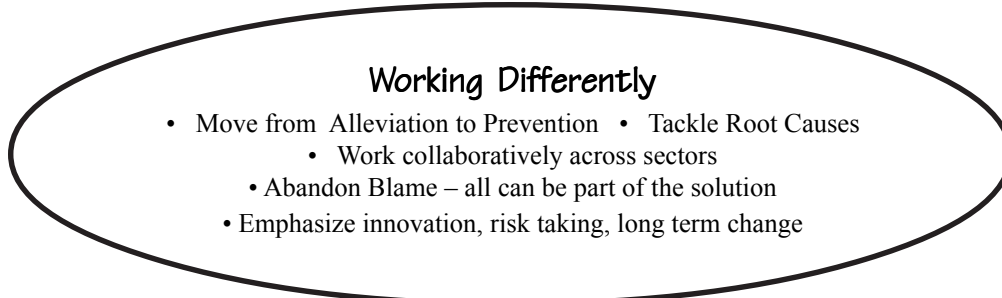 Working Differently
• Move from Alleviation to Prevention • Tackle Root Causes
• Work collaboratively across sectors
• Abandon Blame – all can be part of the solution
• Emphasize innovation, risk taking, long term change